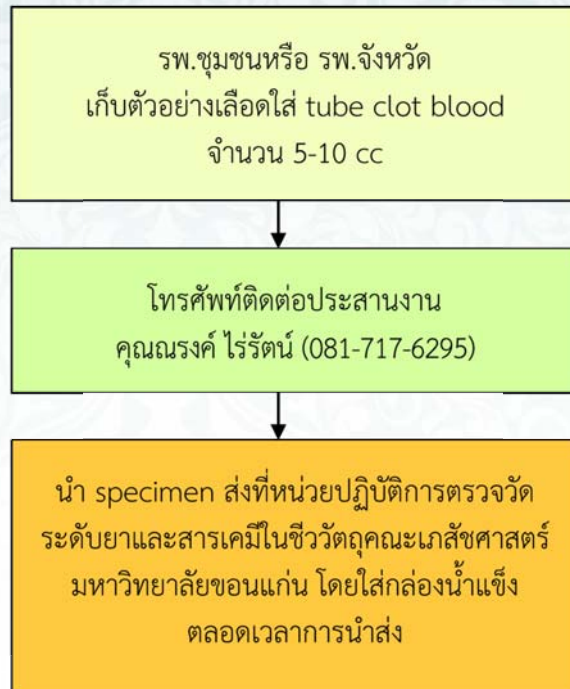 รพ.ชุมชนหรือ รพ.จังหวัด
เก็บตัวอย่างเลือดใส่ tube clot blood
จำนวน 5-10 cc
โทรศัพท์ติดต่อประสานงาน
คุณณรงค์ ไร่รัตน์ (081-717-6295)
นำ specimen ส่งที่หน่วยปฏิบัติการตรวจวัด
ระดับยาและสารเคมีในชีววัตถุคณะเภสัชศาสตร์
มหาวิทยาลัยขอนแก่น โดยใส่กล่องน้ำแข็ง
ตลอดเวลาการนำส่ง